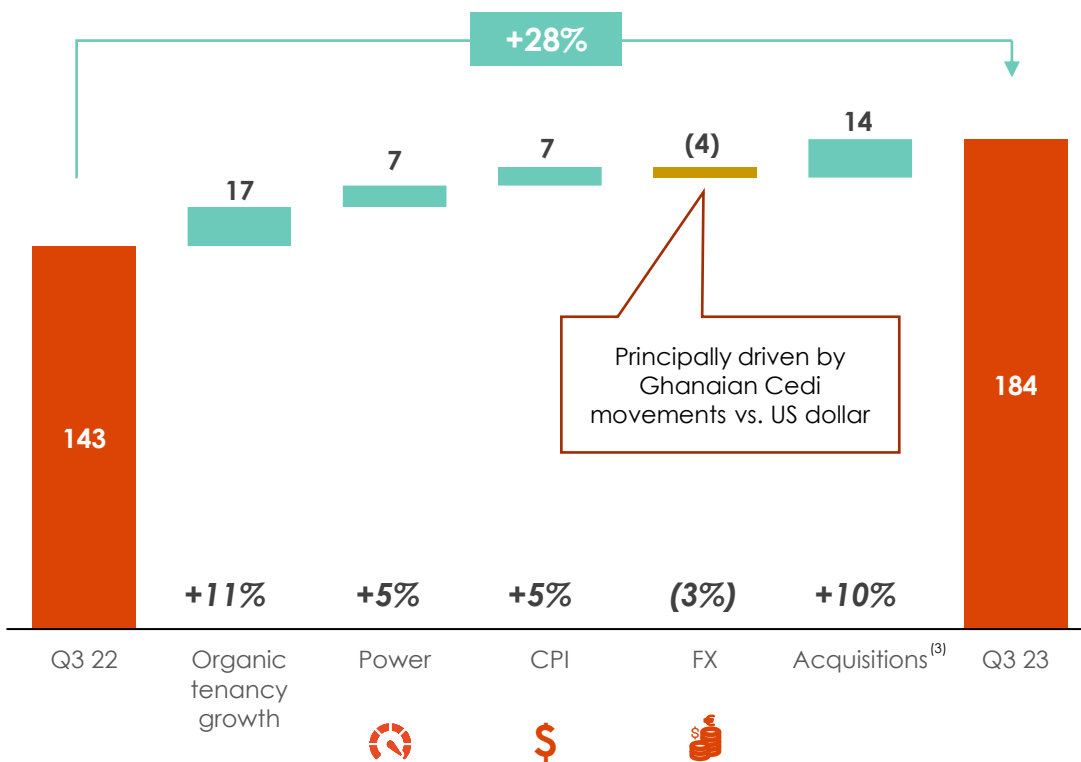 +28%
17
7
7
(4)
14
Principally driven by
Ghanaian Cedi
movements vs. US dollar
143
184
+11%
+5%
+5%
(3%)
+10%
Q3 22
Organic
tenancy
growth
Power
CPI
FX
Acquisitions(3)
Q3 23
$
$
€